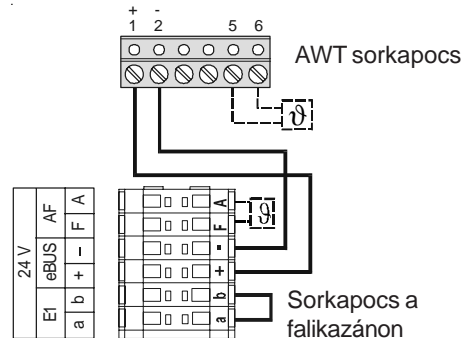 + -
1 2 5 6
AWT sorkapocs
ϑ
24 V
AF
eBUS
E1
A
F
-
+
b
a
A
F
-
+
b
a
ϑ
Sorkapocs a
falikazánon